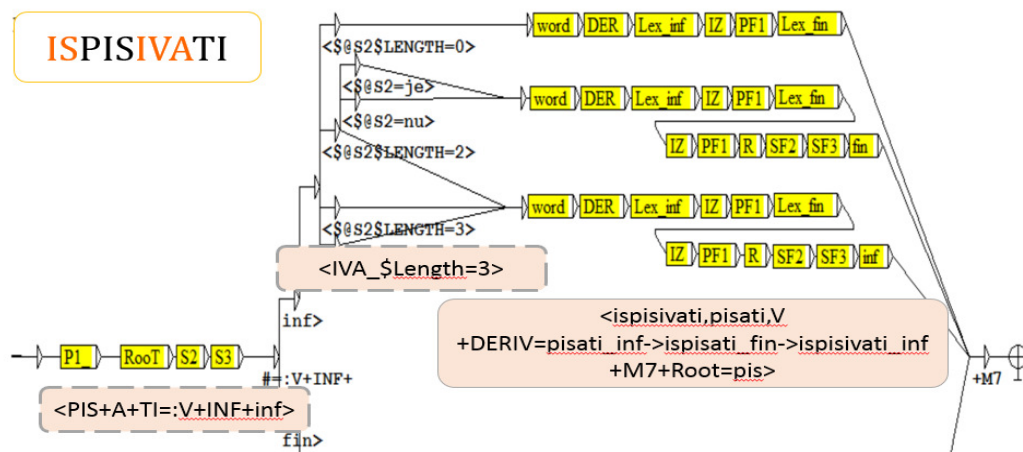 ISPISIVATI
word DER Lex_inf IZ PF1 Lex_fin
<$@S2$LENGTH=0>
<$@S2=je>
word DER Lex_inf IZ PF1 Lex_fin
<$@S2=nu>
IZ PF1 R SF2 SF3 fin
<$@S2$LENGTH=2>
word DER Lex_inf IZ PF1 Lex_fin
<$@S2$LENGTH=3>
IZ PF1 R SF2 SF3 inf
<IVA_$Length=3>
inf>
<ispisivati,pisati,V
+DERIV=pisati_inf->ispisati_fin->ispisivati_inf
+M7+Root=pis>
P1_ RooT S2 S3
#=:V+INF+
+M7
<PIS+A+TI=:V+INF+inf>
fin>